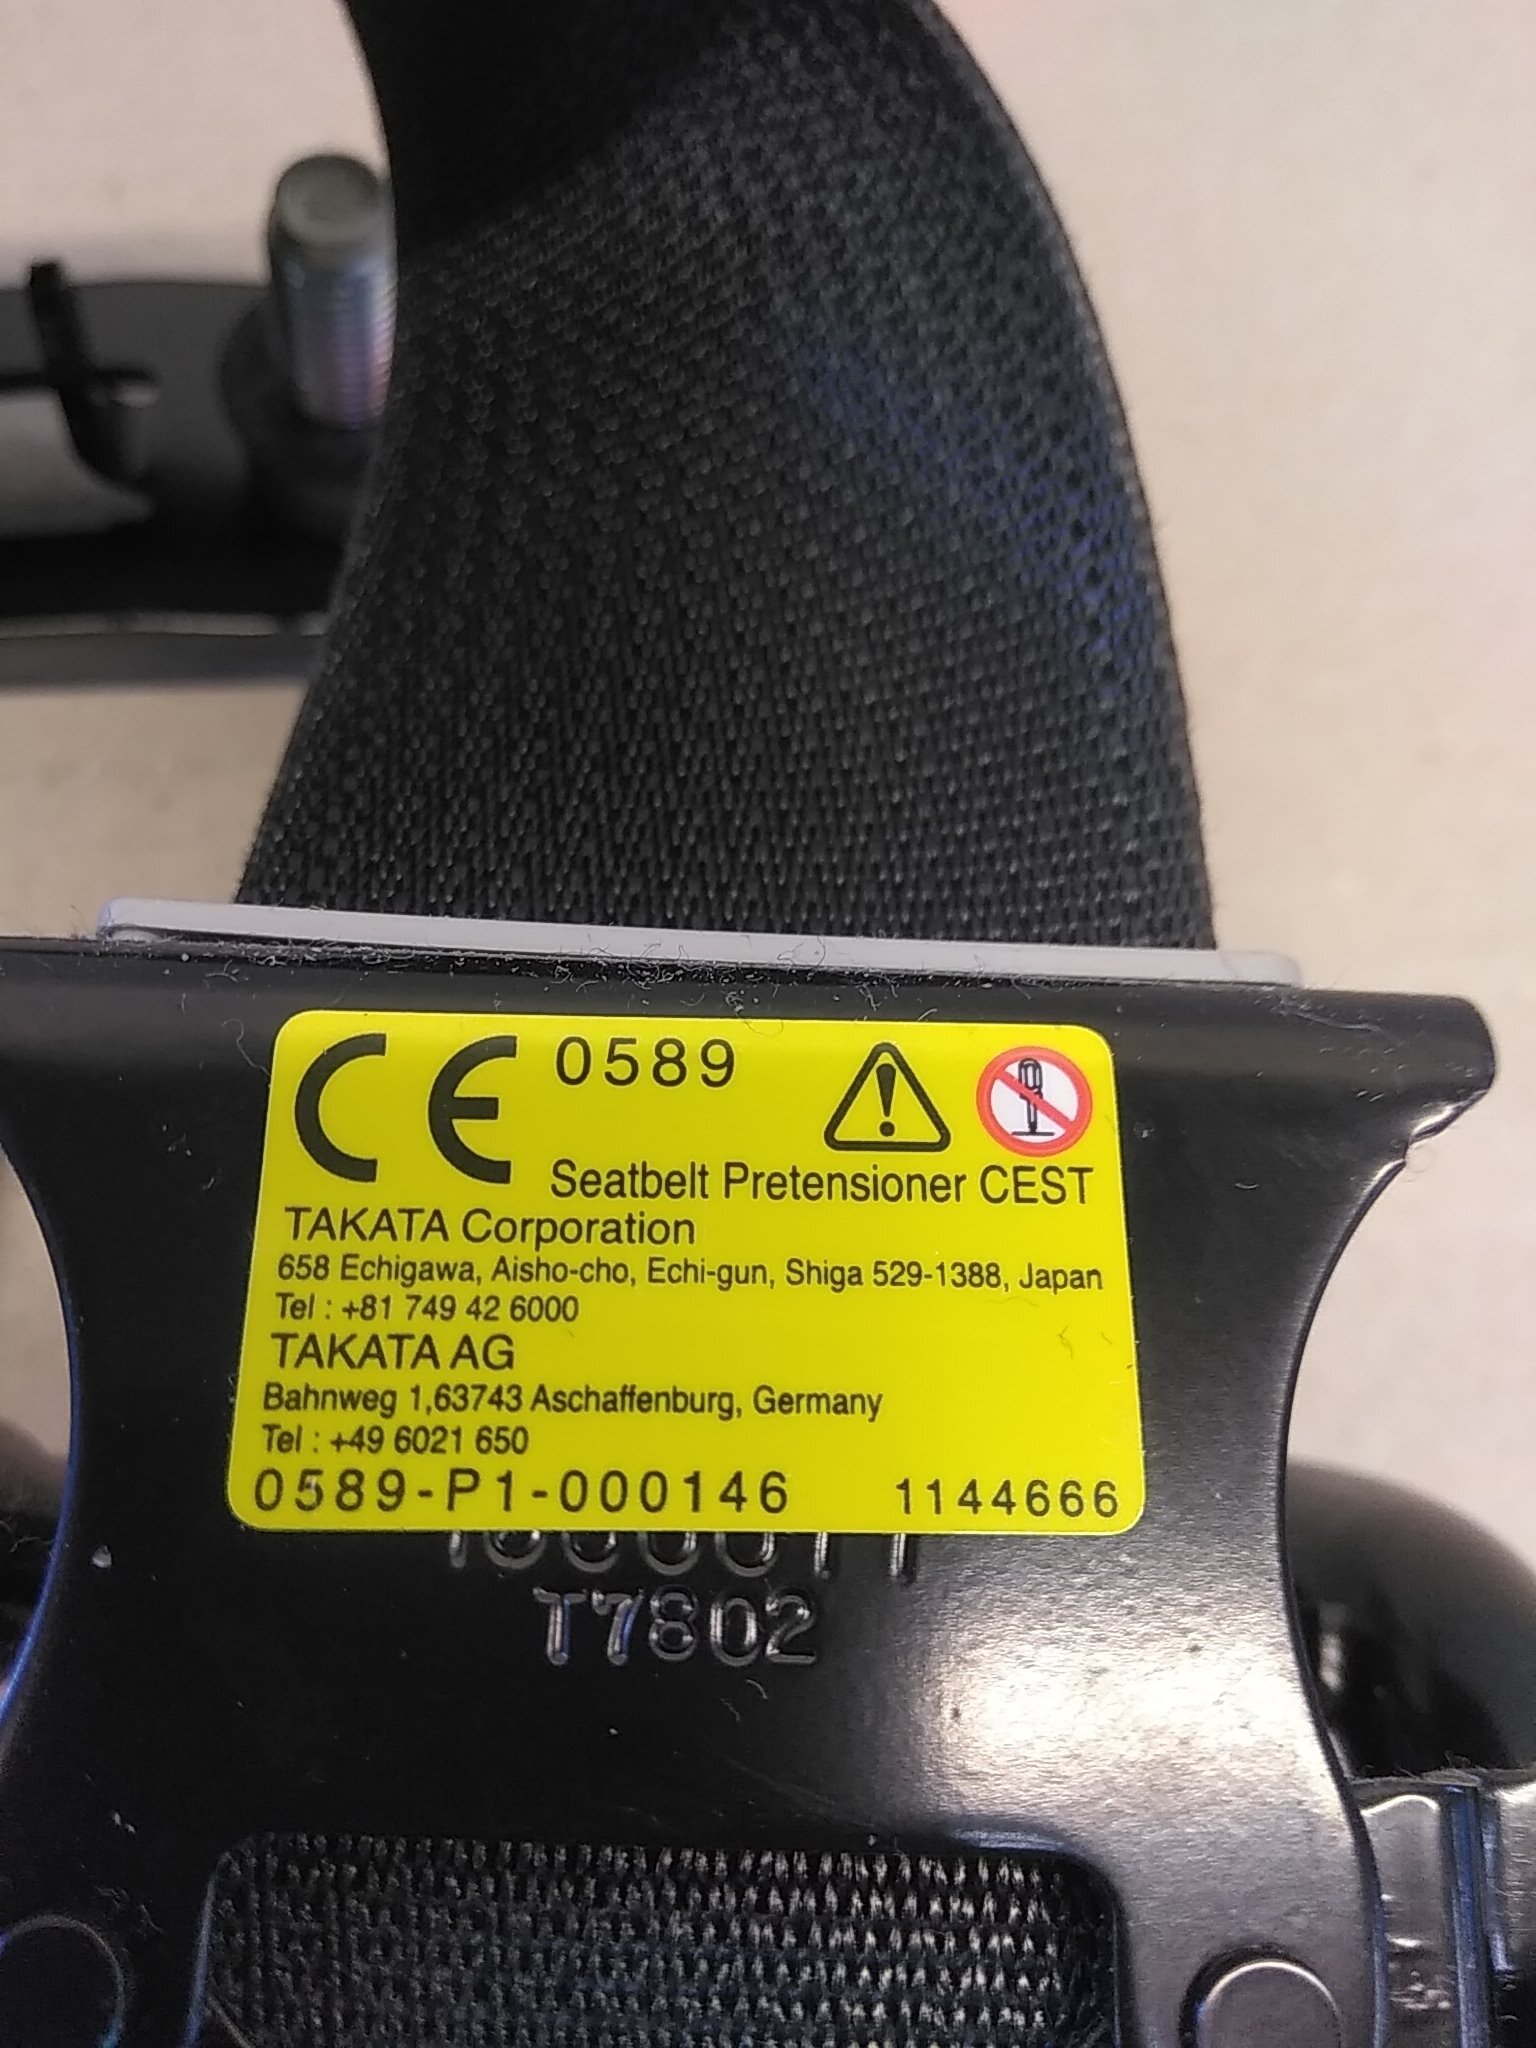 CE 0589
Seatbelt Pretensioner CEST
TAKATA Corporation
658 Echigawa, Aisho-cho, Echi-gun, Shiga 529-1388, Japan
Tel : +81 749 42 6000
TAKATA AG
Bahnweg 1,63743 Aschaffenburg, Germany
Tel : +49 6021 650
0589-P1-000146 1144666
T7802